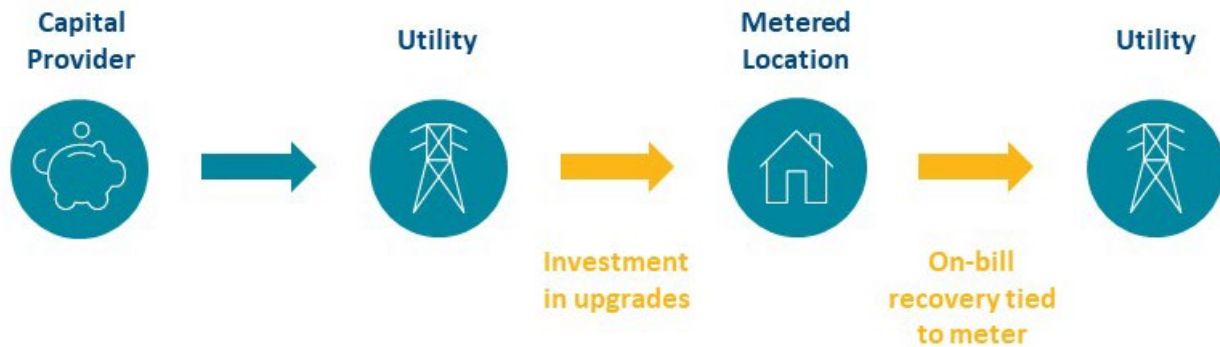 Capital
Provider
Utility
Metered
Location
Utility
Investment
in upgrades
On-bill
recovery tied
to meter